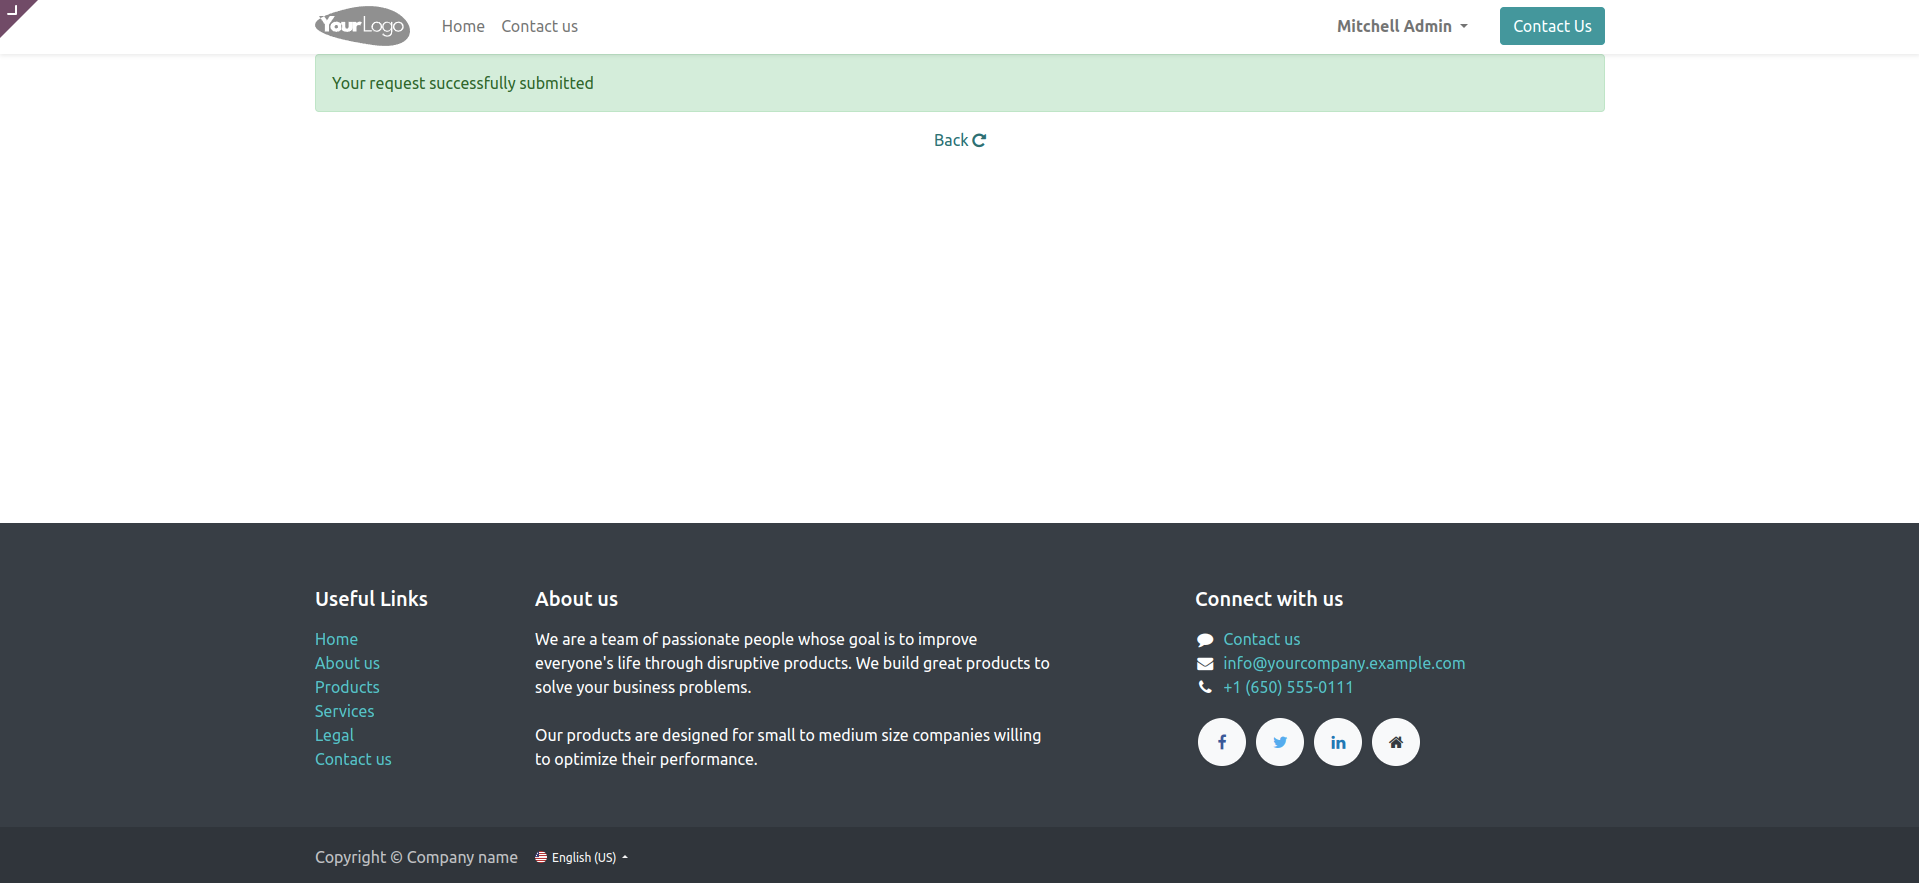 YourLogo Home Contact us Mitchell Admin Contact Us
Your request successfully submitted
Back
Useful Links
Home
About us
Products
Services
Legal
Contact us
About us
We are a team of passionate people whose goal is to improve
everyone's life through disruptive products. We build great products to
solve your business problems.
Our products are designed for small to medium size companies willing
to optimize their performance.
Connect with us
Contact us
info@yourcompany.example.com
+1 (650) 555-0111
Copyright © Company name English (US)